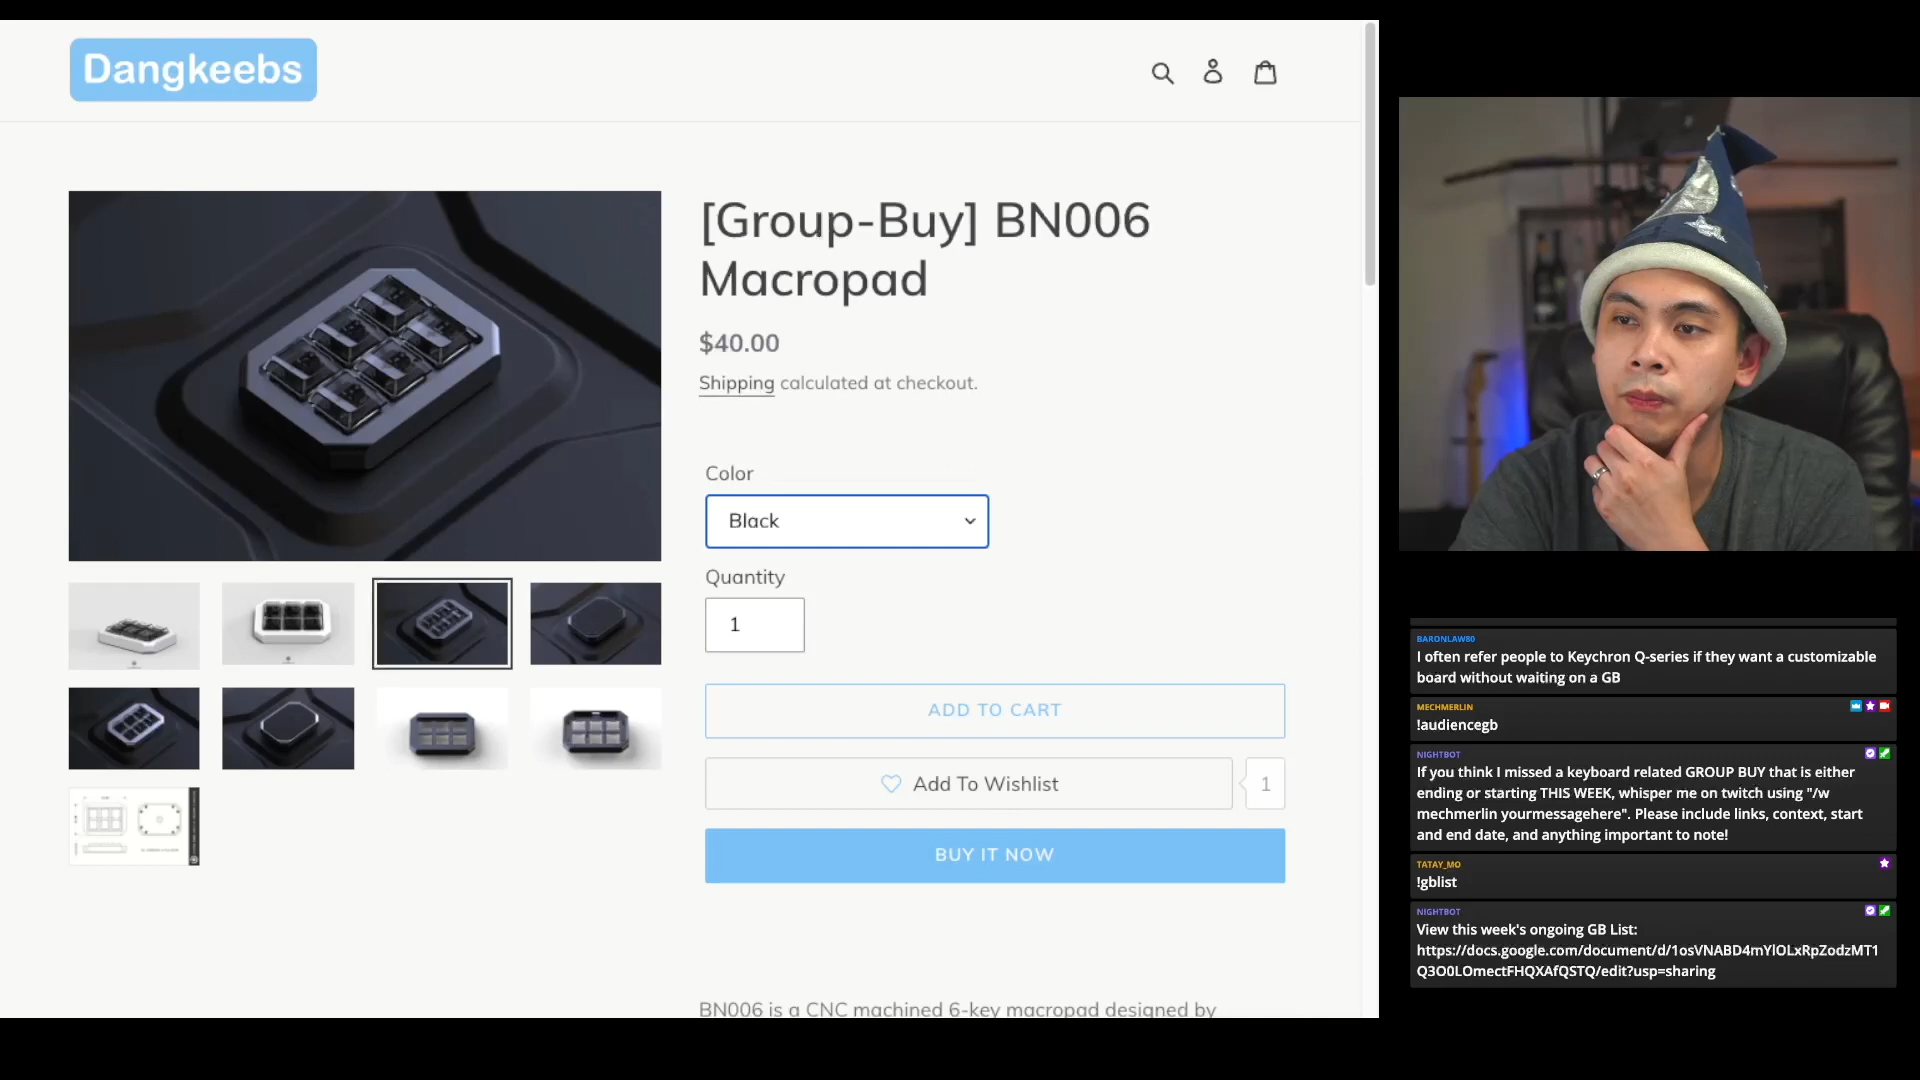 Dangkeebs
[Group-Buy] BN006
Macropad
$40.00
Shipping calculated at checkout.
Color
Black
Quantity
1
ADD TO CART
Add To Wishlist
1
BUY IT NOW
BN006 is a CNC machined 6-key macropad designed by
BARONLAW80
I often refer people to Keychron Q-series if they want a customizable
board without waiting on a GB
MECHMERLIN
!audiencegb
NIGHTBOT
If you think I missed a keyboard related GROUP BUY that is either
ending or starting THIS WEEK, whisper me on twitch using "/w
mechmerlin yourmessagehere". Please include links, context, start
and end date, and anything important to note!
TATAY_MO
!gblist
NIGHTBOT
View this week's ongoing GB List:
https://docs.google.com/document/d/1osVNABD4mYlOLxRpZodzMT1
Q3O0LOmectFHQXAfQSTQ/edit?usp=sharing